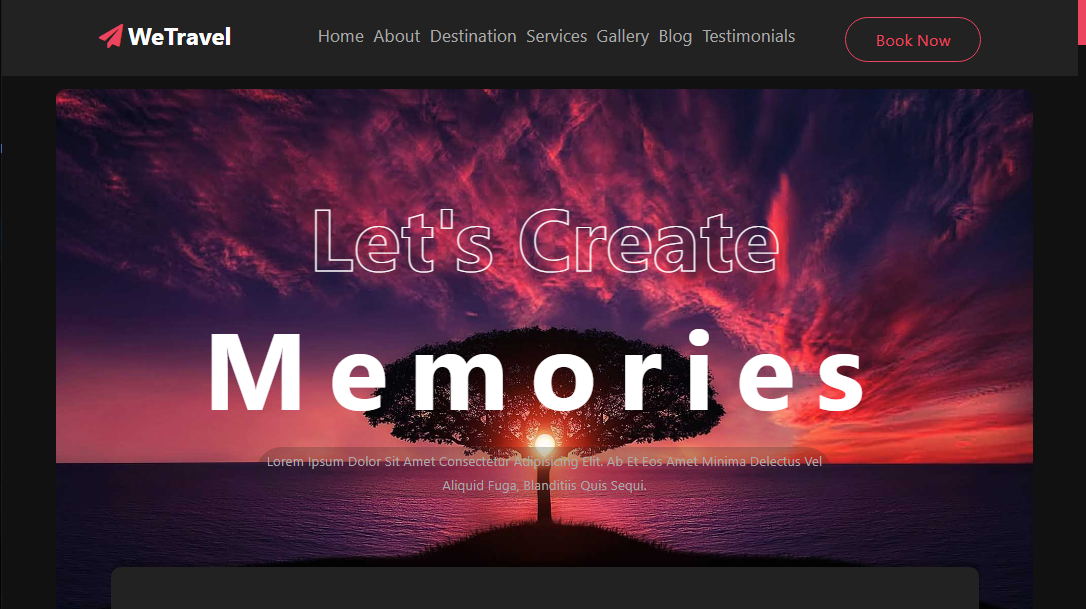 WeTravel
Home About Destination Services Gallery Blog Testimonials
Book Now
Let's Create
Memories
Lorem Ipsum Dolor Sit Amet Consectetur Adipisicing Elit. Ab Et Eos Amet Minima Delectus Vel
Aliquid Fuga, Blanditiis Quis Sequi.